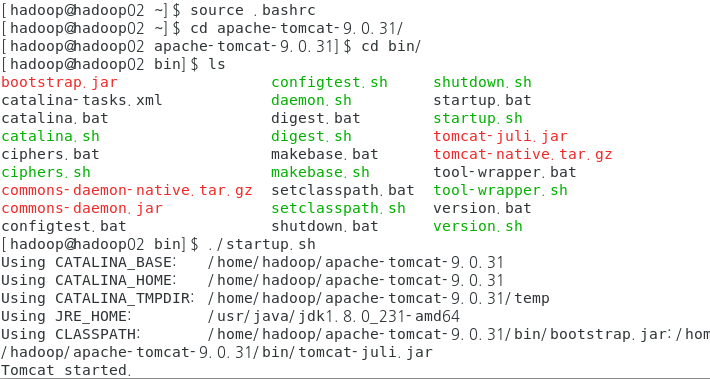 [hadoop@hadoop02 ~]$ source .bashrc
[hadoop@hadoop02 ~]$ cd apache-tomcat-9.0.31/
[hadoop@hadoop02 apache-tomcat-9.0.31]$ cd bin/
[hadoop@hadoop02 bin]$ ls
bootstrap.jar configtest.sh shutdown.sh
catalina-tasks.xml daemon.sh startup.bat
catalina.bat digest.bat startup.sh
catalina.sh digest.sh tomcat-juli.jar
ciphers.bat makebase.bat tomcat-native.tar.gz
ciphers.sh makebase.sh tool-wrapper.bat
commons-daemon-native.tar.gz setclasspath.bat tool-wrapper.sh
commons-daemon.jar setclasspath.sh version.bat
configtest.bat shutdown.bat version.sh
[hadoop@hadoop02 bin]$ ./startup.sh
Using CATALINA_BASE: /home/hadoop/apache-tomcat-9.0.31
Using CATALINA_HOME: /home/hadoop/apache-tomcat-9.0.31
Using CATALINA_TMPDIR: /home/hadoop/apache-tomcat-9.0.31/temp
Using JRE_HOME: /usr/java/jdk1.8.0_231-amd64
Using CLASSPATH: /home/hadoop/apache-tomcat-9.0.31/bin/bootstrap.jar:/hom
/hadoop/apache-tomcat-9.0.31/bin/tomcat-juli.jar
Tomcat started.